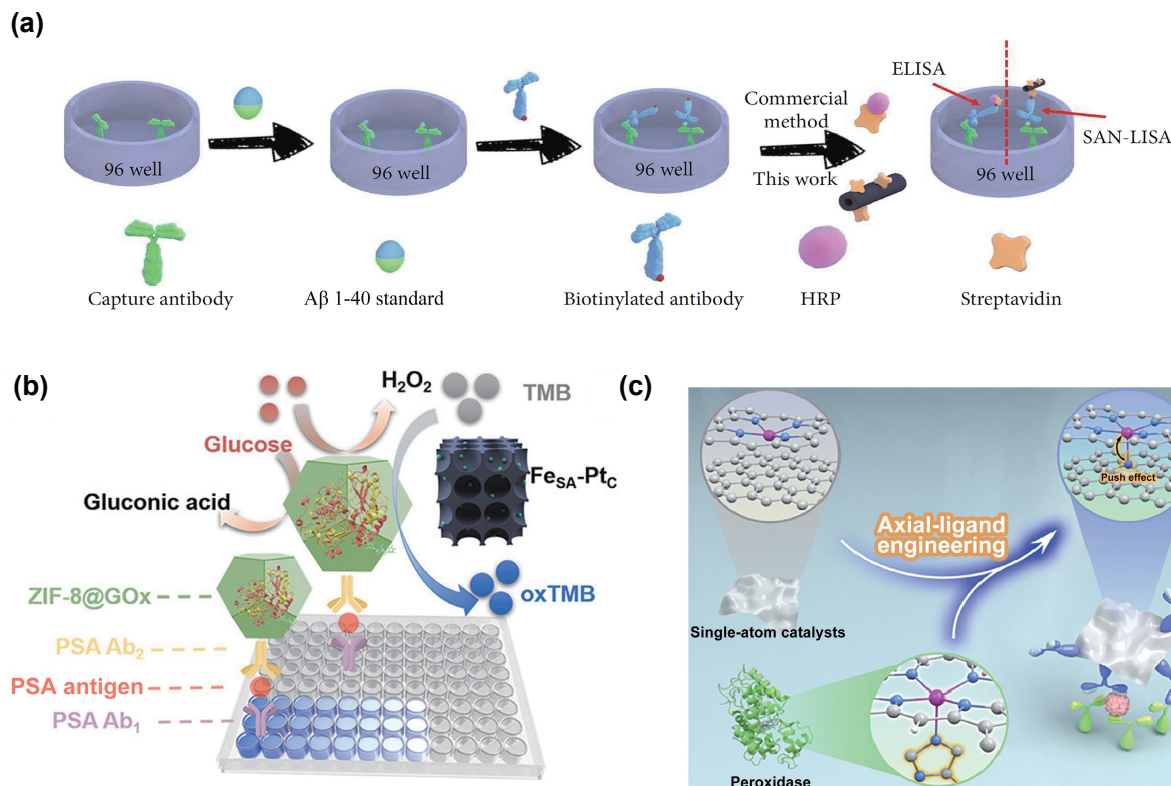 (a)
ELISA
Commercial
method
SAN-LISA
96 well
96 well
96 well
This work
96 well
Capture antibody
Aβ 1-40 standard
Biotinylated antibody
HRP
Streptavidin
(b)
H2O2
TMB
Glucose
FeSA-PtC
Gluconic acid
ZIF-8@GOx
oxTMB
PSA Ab2
PSA antigen
PSA Ab1
(c)
Push effect
Axial-ligand
engineering
Single-atom catalysts
Peroxidase